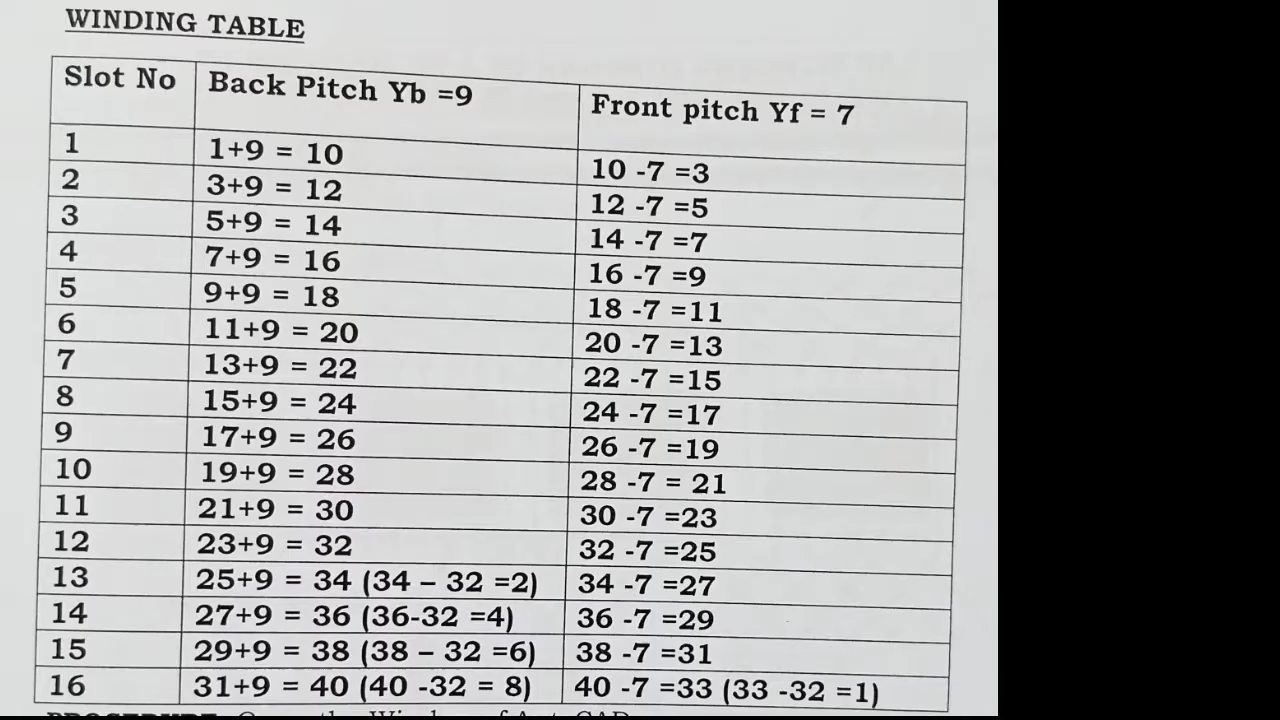 WINDING TABLE
Slot No Back Pitch Yb =9 Front pitch Yf = 7
1 1+9 = 10 10 -7 =3
2 3+9 = 12 12 -7 =5
3 5+9 = 14 14 -7 =7
4 7+9 = 16 16 -7 =9
5 9+9 = 18 18 -7 =11
6 11+9 = 20 20 -7 =13
7 13+9 = 22 22 -7 =15
8 15+9 = 24 24 -7 =17
9 17+9 = 26 26 -7 =19
10 19+9 = 28 28 -7 = 21
11 21+9 = 30 30 -7 =23
12 23+9 = 32 32 -7 =25
13 25+9 = 34 (34 – 32 =2) 34 -7 =27
14 27+9 = 36 (36-32 =4) 36 -7 =29
15 29+9 = 38 (38 – 32 =6) 38 -7 =31
16 31+9 = 40 (40 -32 = 8) 40 -7 =33 (33 -32 =1)